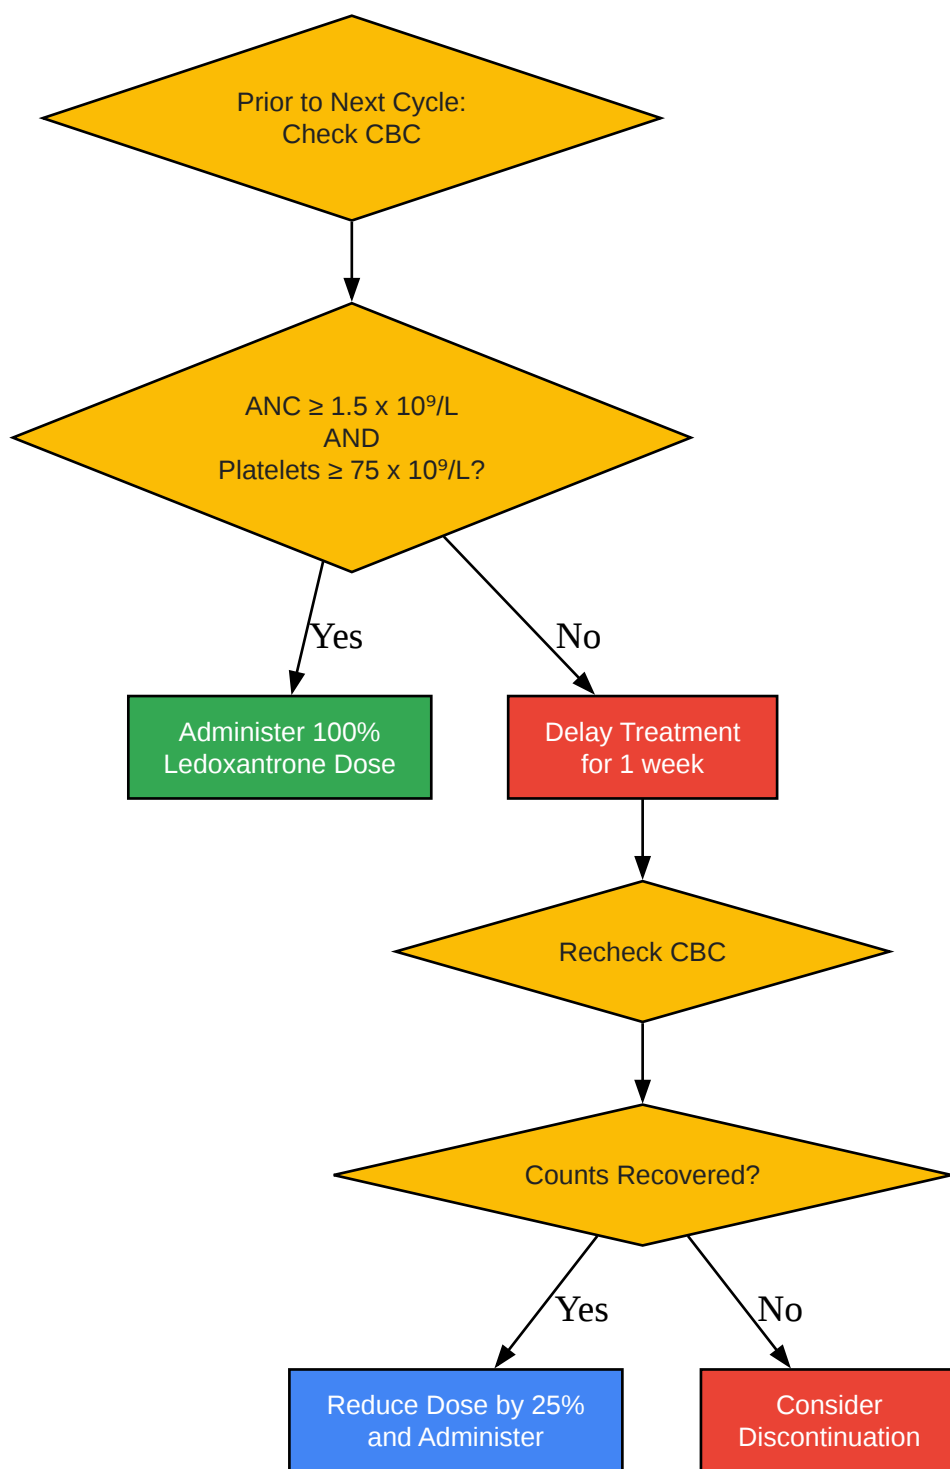 Prior to Next Cycle:
Check CBC
ANC ≥ 1.5 x 10⁹/L
AND
Platelets ≥ 75 x 10⁹/L?
Yes
No
Administer 100%
Ledoxantrone Dose
Delay Treatment
for 1 week
Recheck CBC
Counts Recovered?
Yes
No
Reduce Dose by 25%
and Administer
Consider
Discontinuation